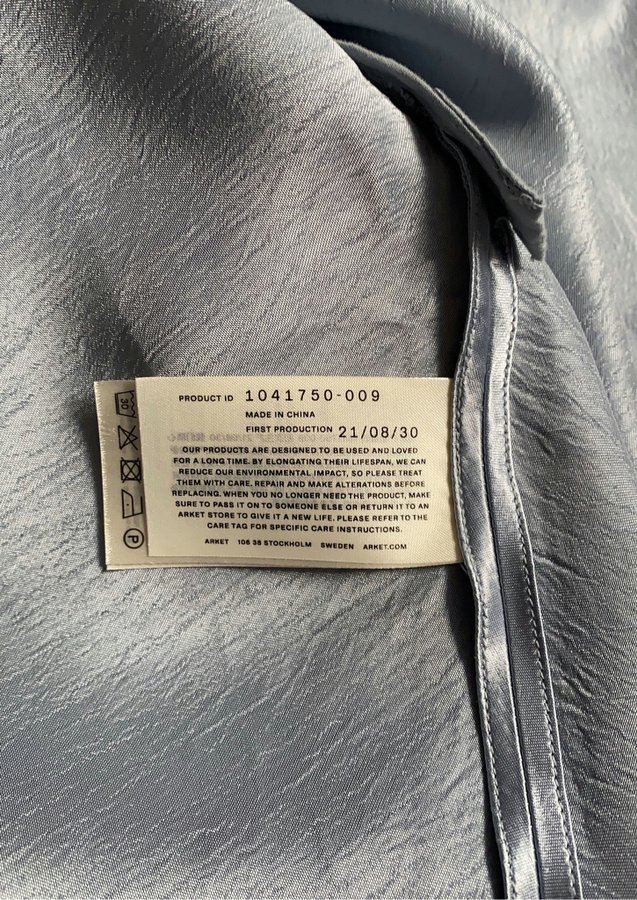 PRODUCT ID 1041750-009
MADE IN CHINA
FIRST PRODUCTION 21/08/30
OUR PRODUCTS ARE DESIGNED TO BE USED AND LOVED
FOR A LONG TIME. BY ELONGATING THEIR LIFESPAN, WE CAN
REDUCE OUR ENVIRONMENTAL IMPACT, SO PLEASE TREAT
THEM WITH CARE. REPAIR AND MAKE ALTERATIONS BEFORE
REPLACING. WHEN YOU NO LONGER NEED THE PRODUCT, MAKE
SURE TO PASS IT ON TO SOMEONE ELSE OR RETURN IT TO AN
ARKET STORE TO GIVE IT A NEW LIFE. PLEASE REFER TO THE
CARE TAG FOR SPECIFIC CARE INSTRUCTIONS.
ARKET 106 38 STOCKHOLM SWEDEN ARKET.COM
30
P